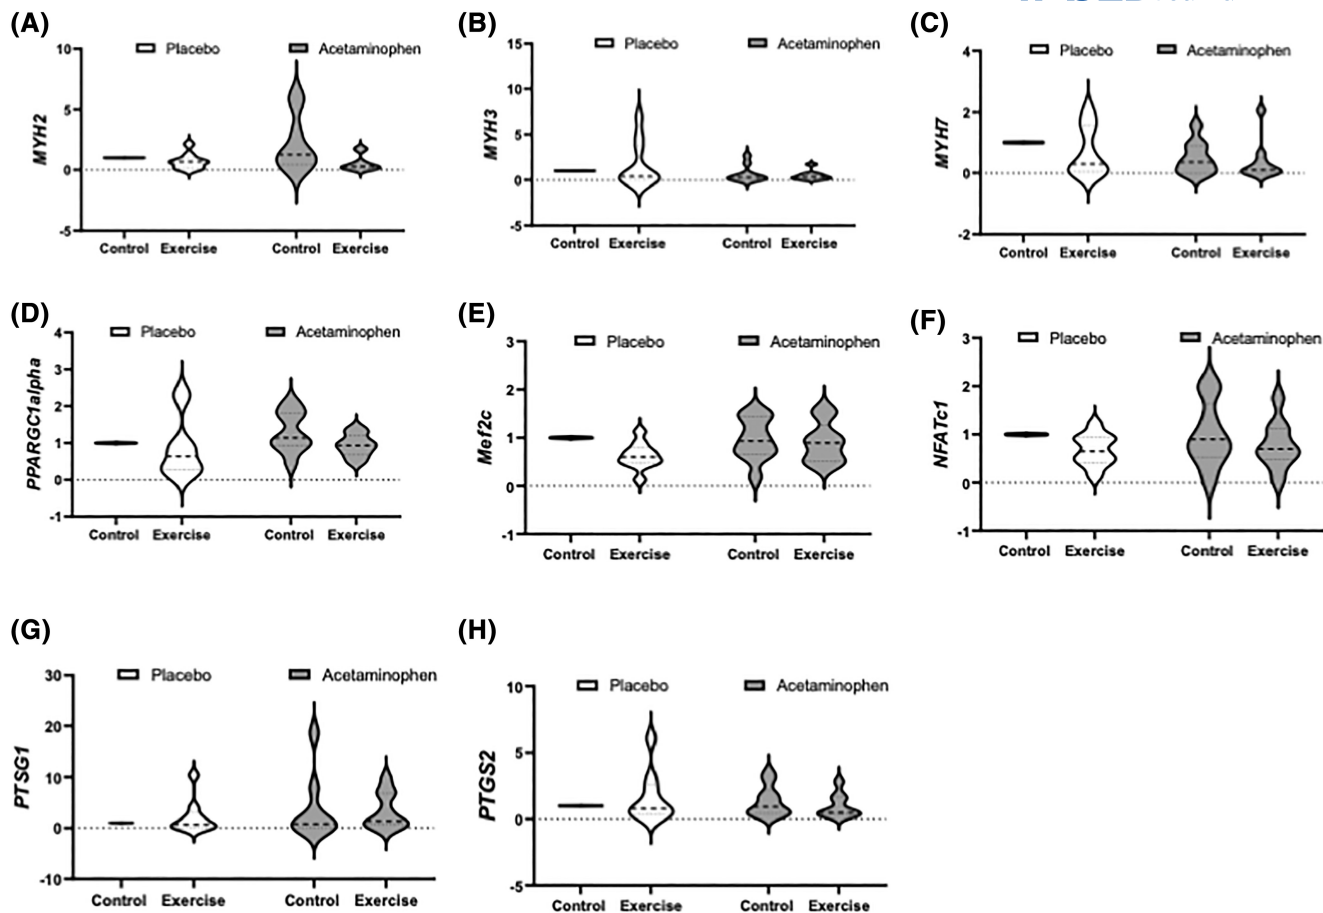 (A)
Placebo Acetaminophen
MYH2
10
5
0
-5
Control Exercise Control Exercise
(B)
Placebo Acetaminophen
MYH3
15
10
5
0
-5
Control Exercise Control Exercise
(C)
Placebo Acetaminophen
MYH7
4
2
0
-2
Control Exercise Control Exercise
(D)
Placebo Acetaminophen
PPARGC1alpha
4
3
2
1
0
-1
Control Exercise Control Exercise
(E)
Placebo Acetaminophen
Mef2c
3
2
1
0
-1
Control Exercise Control Exercise
(F)
Placebo Acetaminophen
NFATc1
3
2
1
0
-1
Control Exercise Control Exercise
(G)
Placebo Acetaminophen
PTSG1
30
20
10
0
-10
Control Exercise Control Exercise
(H)
Placebo Acetaminophen
PTGS2
10
5
0
-5
Control Exercise Control Exercise